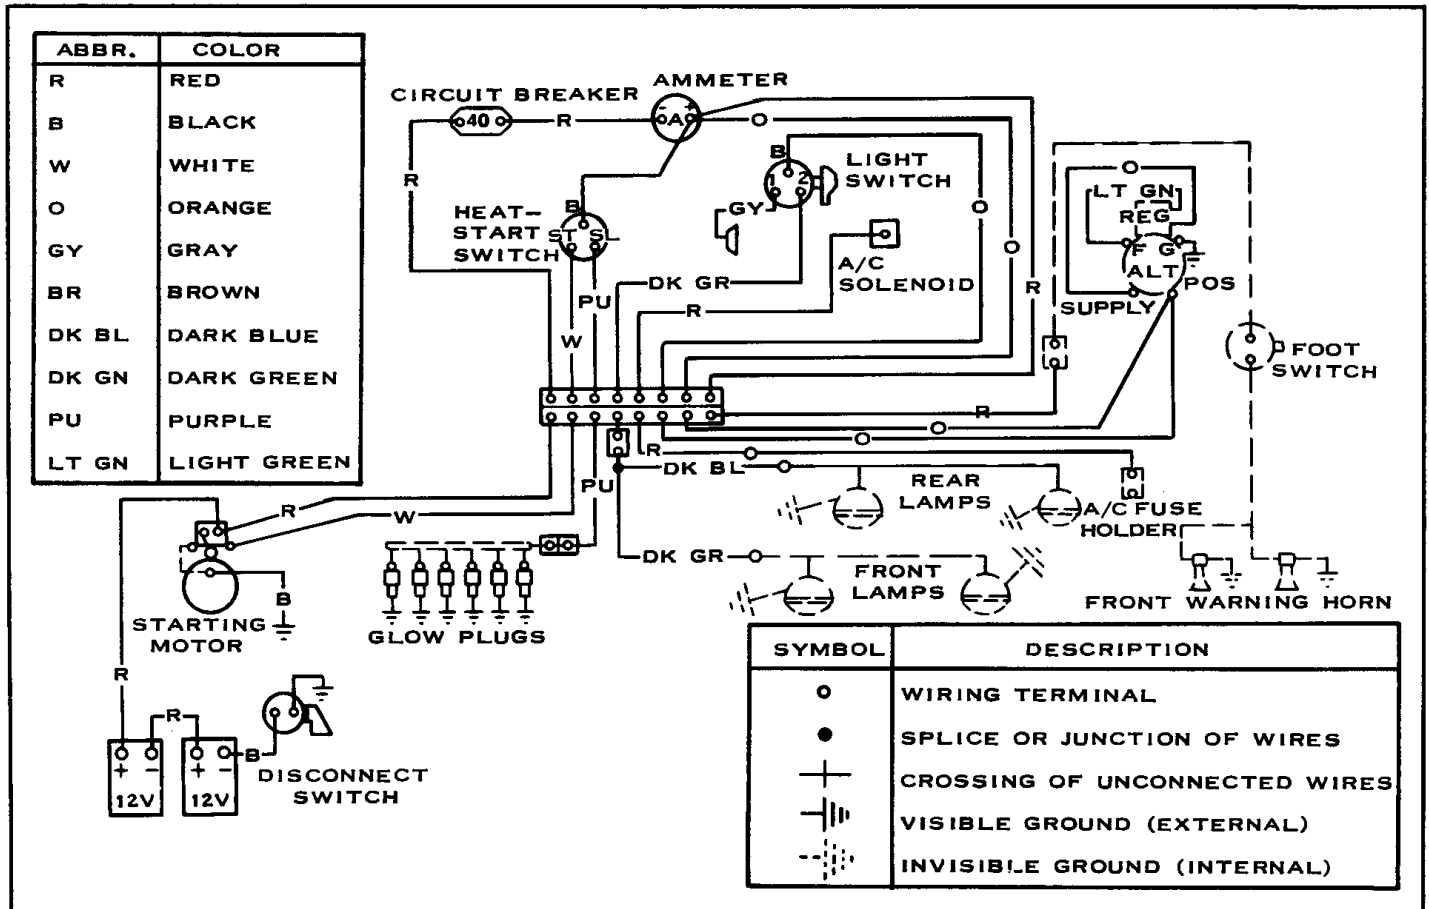 ABBR. COLOR
R RED
B BLACK
W WHITE
O ORANGE
GY GRAY
BR BROWN
DK BL DARK BLUE
DK GN DARK GREEN
PU PURPLE
LT GN LIGHT GREEN
CIRCUIT BREAKER
40
R
AMMETER
- +
A
O
R
B
LIGHT
SWITCH
1 2
GY
O
O
R
HEAT-
START
SWITCH
B
ST SL
A/C
SOLENOID
DK GR
R
PU
W
O
LT GN
REG
F G
ALT
POS
SUPPLY
FOOT
SWITCH
R
O
O
R O
DK BL
REAR
LAMPS
A/C FUSE
HOLDER
PU
R
W
DK GR
FRONT
LAMPS
FRONT WARNING HORN
GLOW PLUGS
B
STARTING
MOTOR
R
R
+ -
12V
+ -
12V
B
DISCONNECT
SWITCH
SYMBOL DESCRIPTION
WIRING TERMINAL
SPLICE OR JUNCTION OF WIRES
CROSSING OF UNCONNECTED WIRES
VISIBLE GROUND (EXTERNAL)
INVISIBLE GROUND (INTERNAL)